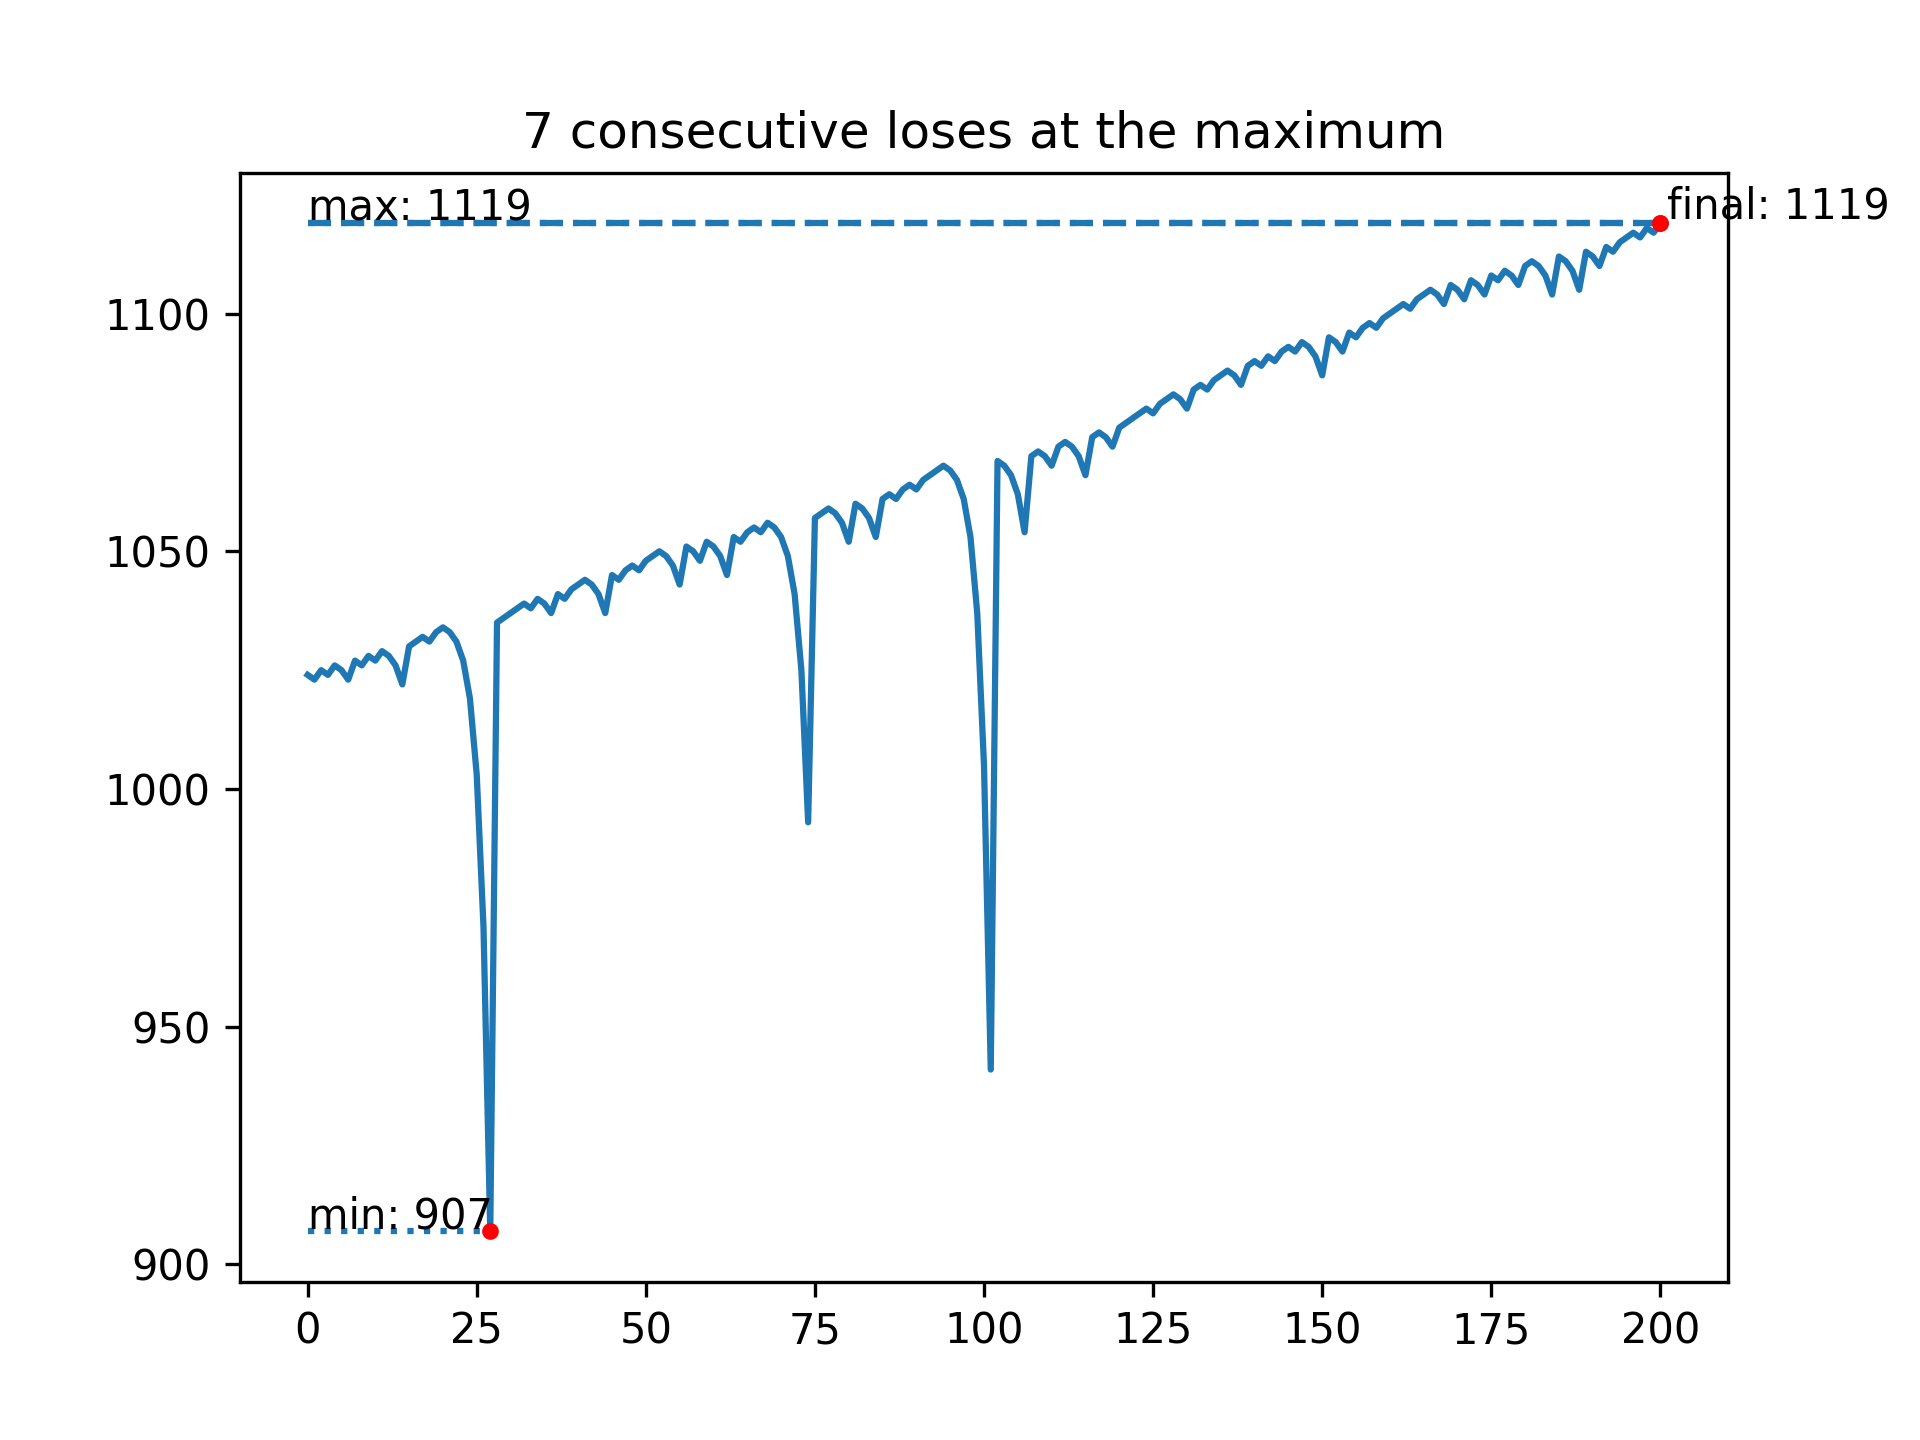 7 consecutive loses at the maximum
max: 1119
final: 1119
1100
1050
1000
950
min: 907
900
0 25 50 75 100 125 150 175 200